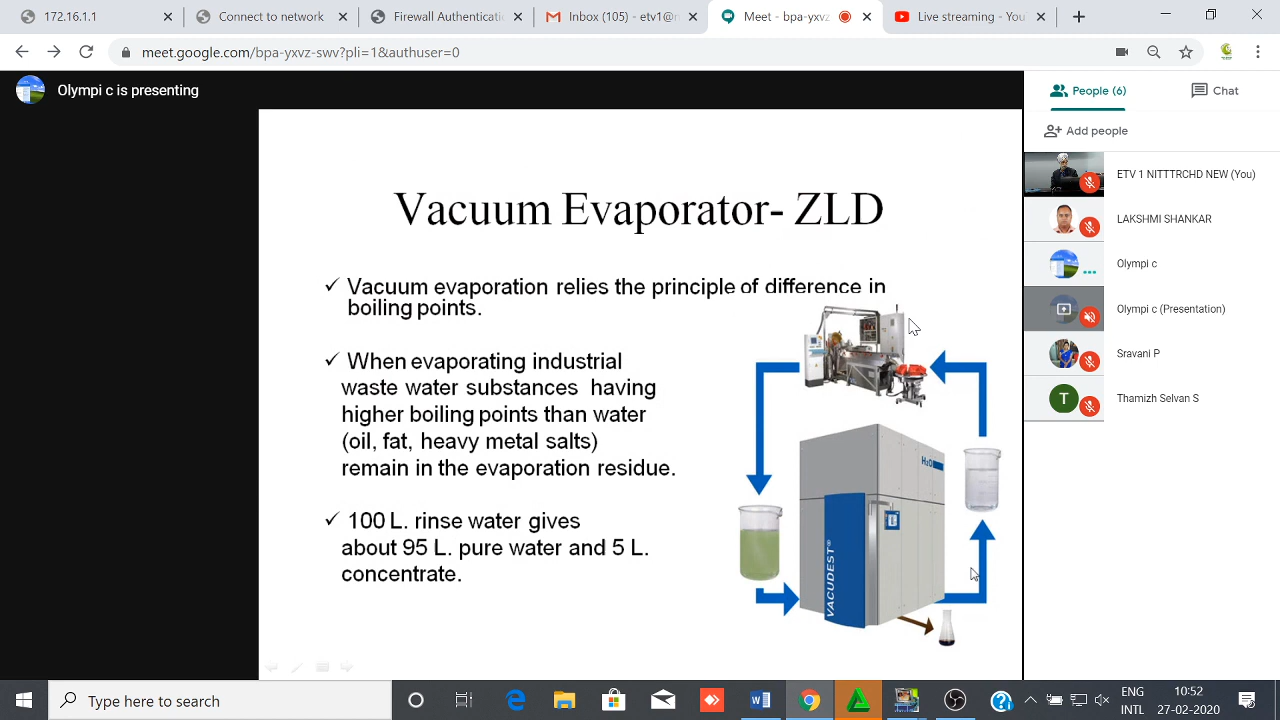 172.16.1.
Connect to network
Firewall Authenticati
Inbox (105) - etv1@n
Meet - bpa-yxvz
Live streaming - You
meet.google.com/bpa-yxvz-swv?pli=1&authuser=0
Olympi c is presenting
People (6)
Chat
Add people
ETV 1 NITTTRCHD NEW (You)
LAKSHMI SHANKAR
Olympi c
Olympi c (Presentation)
Sravani P
T
Thamizh Selvan S
Vacuum Evaporator- ZLD
✓ Vacuum evaporation relies the principle of difference in
boiling points.
✓ When evaporating industrial
waste water substances having
higher boiling points than water
(oil, fat, heavy metal salts)
remain in the evaporation residue.
✓ 100 L. rinse water gives
about 95 L. pure water and 5 L.
concentrate.
H₂O
VACUDEST®
Type here to search
ENG
INTL
10:52
27-02-2020